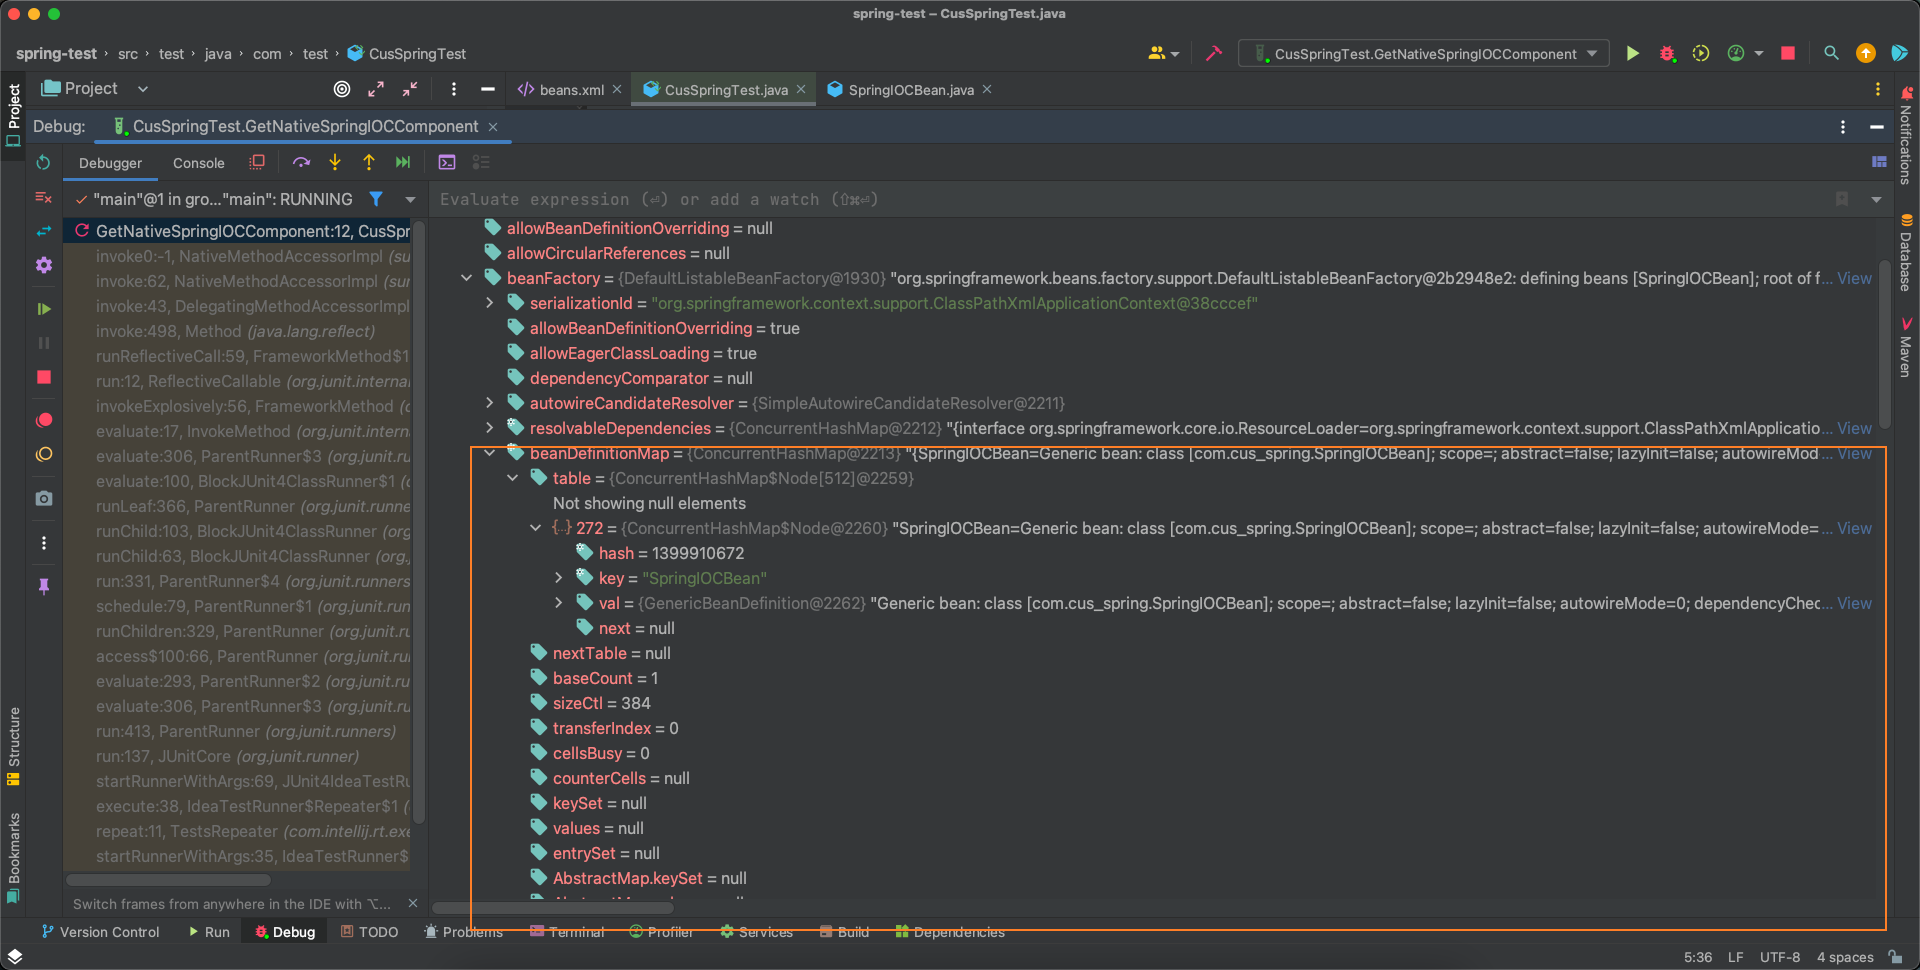 spring-test – CusSpringTest.java
spring-test › src › test › java › com › test › CusSpringTest
CusSpringTest.GetNativeSpringIOCComponent
Project
beans.xml
CusSpringTest.java
SpringIOCBean.java
Debug:
CusSpringTest.GetNativeSpringIOCComponent
Debugger
Console
"main"@1 in gro..."main": RUNNING
Evaluate expression (⏎) or add a watch (⇧⌘⏎)
GetNativeSpringIOCComponent:12, CusSpr
invoke0:-1, NativeMethodAccessorImpl (su
invoke:62, NativeMethodAccessorImpl (sur
invoke:43, DelegatingMethodAccessorImpl
invoke:498, Method (java.lang.reflect)
runReflectiveCall:59, FrameworkMethod$1
run:12, ReflectiveCallable (org.junit.internal
invokeExplosively:56, FrameworkMethod (o
evaluate:17, InvokeMethod (org.junit.intern
evaluate:306, ParentRunner$3 (org.junit.ru
evaluate:100, BlockJUnit4ClassRunner$1 (o
runLeaf:366, ParentRunner (org.junit.runne
runChild:103, BlockJUnit4ClassRunner (org
runChild:63, BlockJUnit4ClassRunner (org.j
run:331, ParentRunner$4 (org.junit.runners
schedule:79, ParentRunner$1 (org.junit.run
runChildren:329, ParentRunner (org.junit.ru
access$100:66, ParentRunner (org.junit.rui
evaluate:293, ParentRunner$2 (org.junit.ru
evaluate:306, ParentRunner$3 (org.junit.ru
run:413, ParentRunner (org.junit.runners)
run:137, JUnitCore (org.junit.runner)
startRunnerWithArgs:69, JUnit4IdeaTestRu
execute:38, IdeaTestRunner$Repeater$1 (
repeat:11, TestsRepeater (com.intellij.rt.exe
startRunnerWithArgs:35, IdeaTestRunner$
Switch frames from anywhere in the IDE with ⌥...
allowBeanDefinitionOverriding = null
allowCircularReferences = null
beanFactory = {DefaultListableBeanFactory@1930} "org.springframework.beans.factory.support.DefaultListableBeanFactory@2b2948e2: defining beans [SpringIOCBean]; root of f... View
serializationId = "org.springframework.context.support.ClassPathXmlApplicationContext@38cccef"
allowBeanDefinitionOverriding = true
allowEagerClassLoading = true
dependencyComparator = null
autowireCandidateResolver = {SimpleAutowireCandidateResolver@2211}
resolvableDependencies = {ConcurrentHashMap@2212} "{interface org.springframework.core.io.ResourceLoader=org.springframework.context.support.ClassPathXmlApplicatio... View
beanDefinitionMap = {ConcurrentHashMap@2213} "{SpringIOCBean=Generic bean: class [com.cus_spring.SpringIOCBean]; scope=; abstract=false; lazyInit=false; autowireMod... View
table = {ConcurrentHashMap$Node[512]@2259}
Not showing null elements
{..} 272 = {ConcurrentHashMap$Node@2260} "SpringIOCBean=Generic bean: class [com.cus_spring.SpringIOCBean]; scope=; abstract=false; lazyInit=false; autowireMode=... View
hash = 1399910672
key = "SpringIOCBean"
val = {GenericBeanDefinition@2262} "Generic bean: class [com.cus_spring.SpringIOCBean]; scope=; abstract=false; lazyInit=false; autowireMode=0; dependencyChec... View
next = null
nextTable = null
baseCount = 1
sizeCtl = 384
transferIndex = 0
cellsBusy = 0
counterCells = null
keySet = null
values = null
entrySet = null
AbstractMap.keySet = null
Project
Structure
Bookmarks
Notifications
Database
Maven
Version Control
Run
Debug
TODO
Problems
Terminal
Profiler
Services
Build
Dependencies
5:36 LF UTF-8 4 spaces